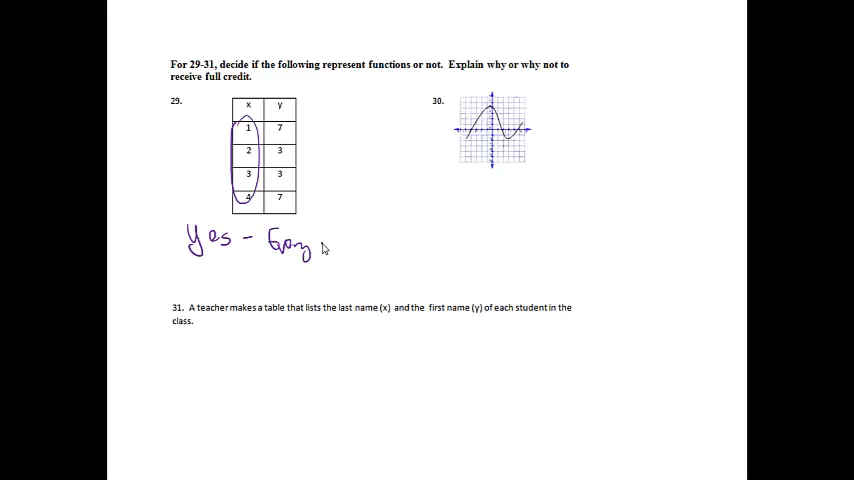 For 29-31, decide if the following represent functions or not. Explain why or why not to
receive full credit.
29.
x y
1 7
2 3
3 3
4 7
30.
Yes - Every
31. A teacher makes a table that lists the last name (x) and the first name (y) of each student in the
class.